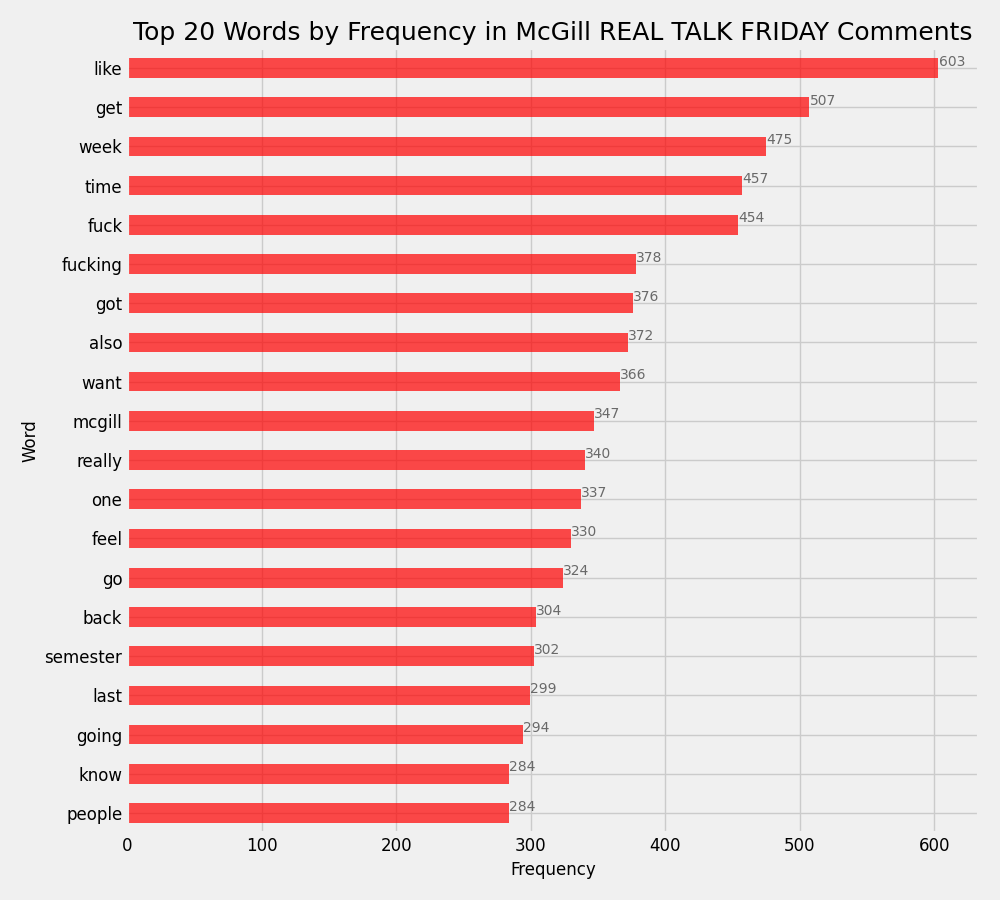 Top 20 Words by Frequency in McGill REAL TALK FRIDAY Comments
like 603
get 507
week 475
time 457
fuck 454
fucking 378
got 376
also 372
want 366
mcgill 347
really 340
one 337
feel 330
go 324
back 304
semester 302
last 299
going 294
know 284
people 284
Word
0 100 200 300 400 500 600
Frequency